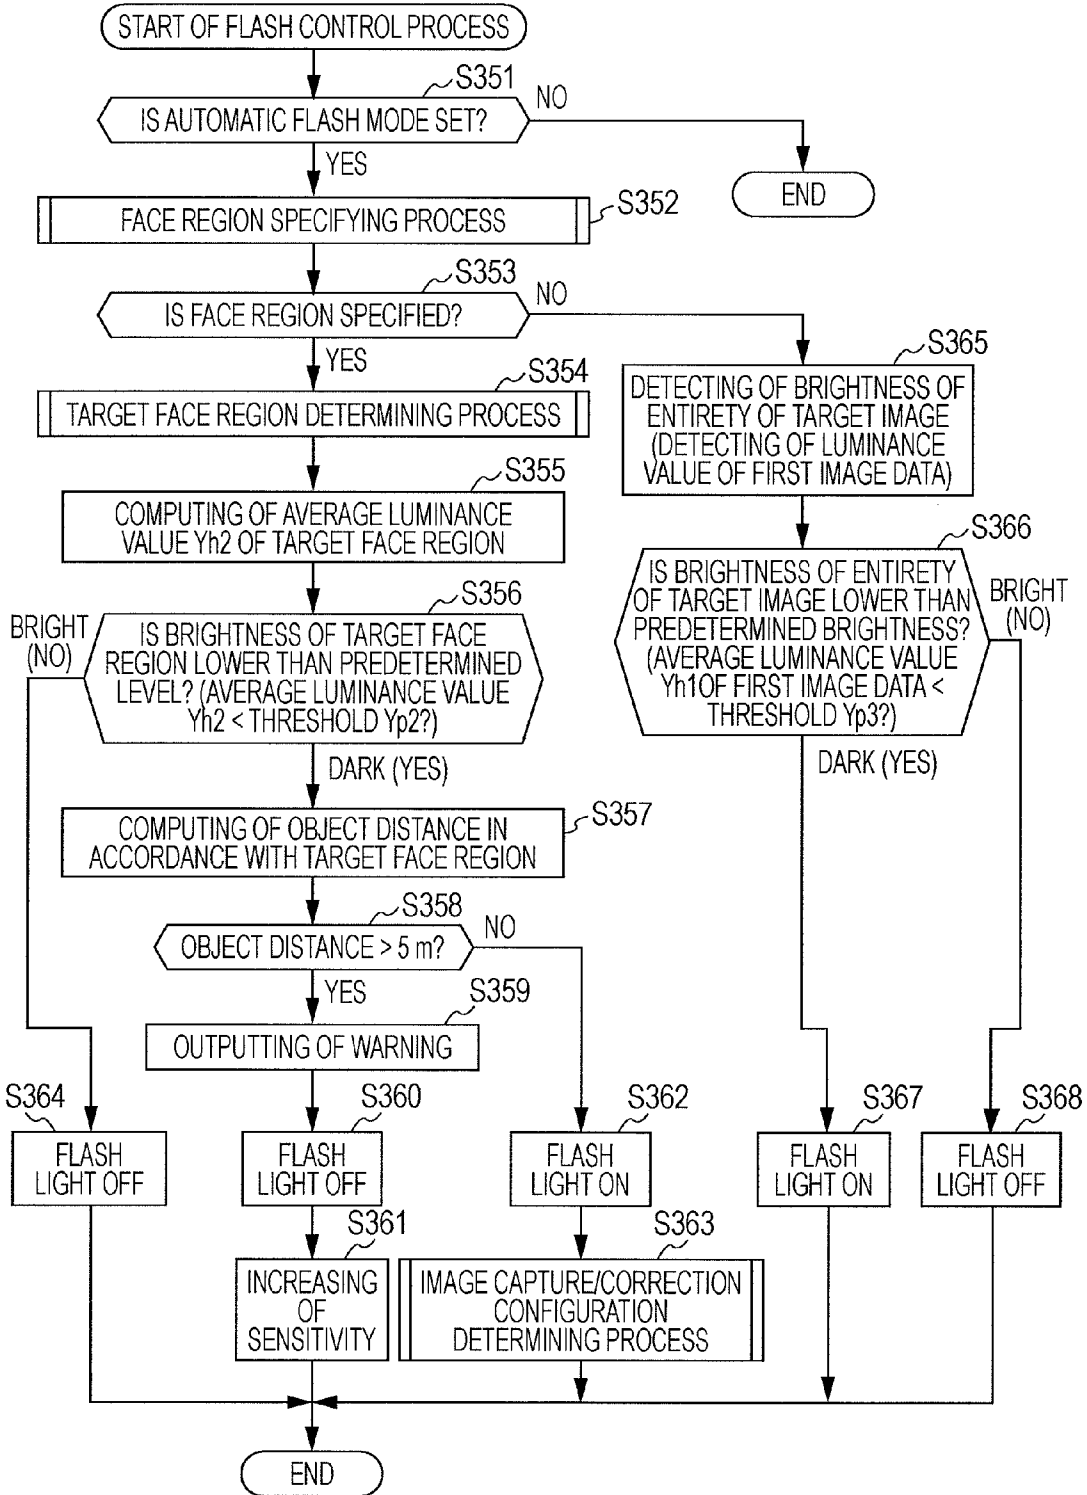 START OF FLASH CONTROL PROCESS
S351
IS AUTOMATIC FLASH MODE SET?
NO
YES
END
FACE REGION SPECIFYING PROCESS
S352
S353
IS FACE REGION SPECIFIED?
NO
YES
S354
TARGET FACE REGION DETERMINING PROCESS
S365
DETECTING OF BRIGHTNESS OF
ENTIRETY OF TARGET IMAGE
(DETECTING OF LUMINANCE
VALUE OF FIRST IMAGE DATA)
S355
COMPUTING OF AVERAGE LUMINANCE
VALUE Yh2 OF TARGET FACE REGION
S366
IS BRIGHTNESS OF ENTIRETY
OF TARGET IMAGE LOWER THAN
PREDETERMINED BRIGHTNESS?
(AVERAGE LUMINANCE VALUE
Yh1OF FIRST IMAGE DATA <
THRESHOLD Yp3?)
BRIGHT
(NO)
DARK (YES)
S356
BRIGHT
(NO)
IS BRIGHTNESS OF TARGET FACE
REGION LOWER THAN PREDETERMINED
LEVEL? (AVERAGE LUMINANCE VALUE
Yh2 < THRESHOLD Yp2?)
DARK (YES)
S357
COMPUTING OF OBJECT DISTANCE IN
ACCORDANCE WITH TARGET FACE REGION
S358
OBJECT DISTANCE > 5 m?
NO
YES
S359
OUTPUTTING OF WARNING
S364
FLASH
LIGHT OFF
S360
FLASH
LIGHT OFF
S362
FLASH
LIGHT ON
S367
FLASH
LIGHT ON
S368
FLASH
LIGHT OFF
S361
INCREASING
OF
SENSITIVITY
S363
IMAGE CAPTURE/CORRECTION
CONFIGURATION
DETERMINING PROCESS
END